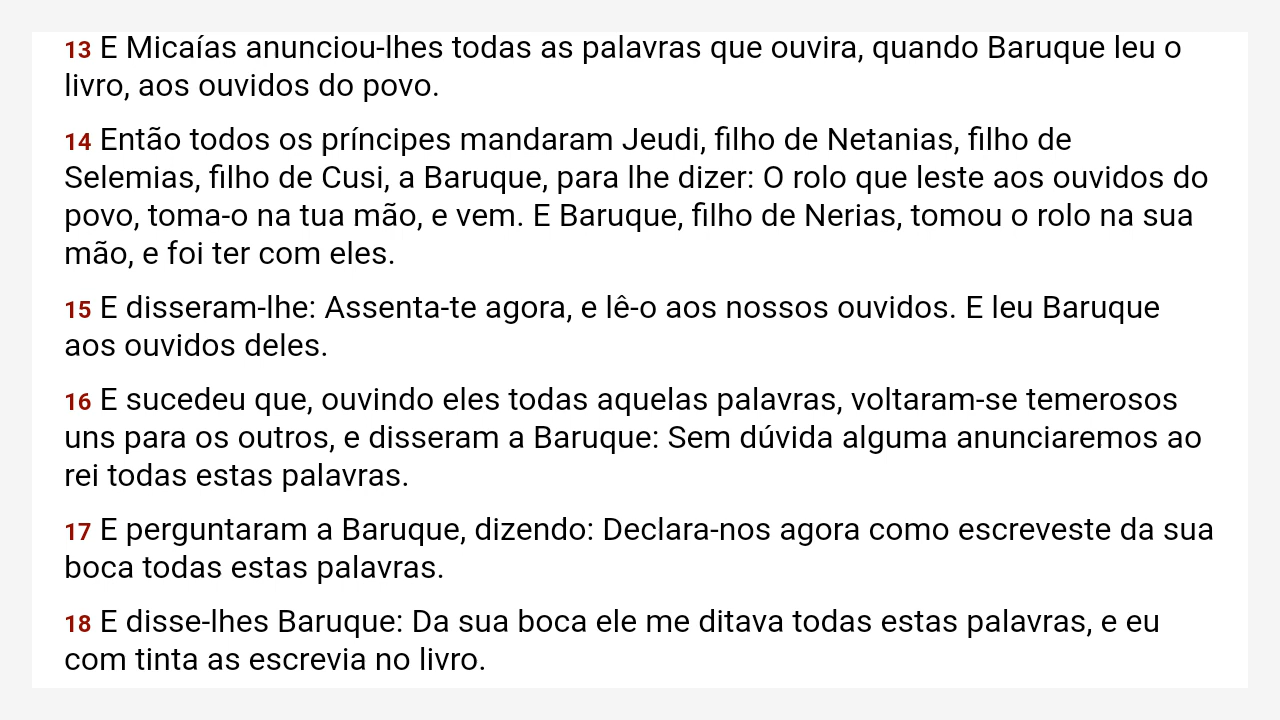 13 E Micaías anunciou-lhes todas as palavras que ouvira, quando Baruque leu o
livro, aos ouvidos do povo.
14 Então todos os príncipes mandaram Jeudi, filho de Netanias, filho de
Selemias, filho de Cusi, a Baruque, para lhe dizer: O rolo que leste aos ouvidos do
povo, toma-o na tua mão, e vem. E Baruque, filho de Nerias, tomou o rolo na sua
mão, e foi ter com eles.
15 E disseram-lhe: Assenta-te agora, e lê-o aos nossos ouvidos. E leu Baruque
aos ouvidos deles.
16 E sucedeu que, ouvindo eles todas aquelas palavras, voltaram-se temerosos
uns para os outros, e disseram a Baruque: Sem dúvida alguma anunciaremos ao
rei todas estas palavras.
17 E perguntaram a Baruque, dizendo: Declara-nos agora como escreveste da sua
boca todas estas palavras.
18 E disse-lhes Baruque: Da sua boca ele me ditava todas estas palavras, e eu
com tinta as escrevia no livro.